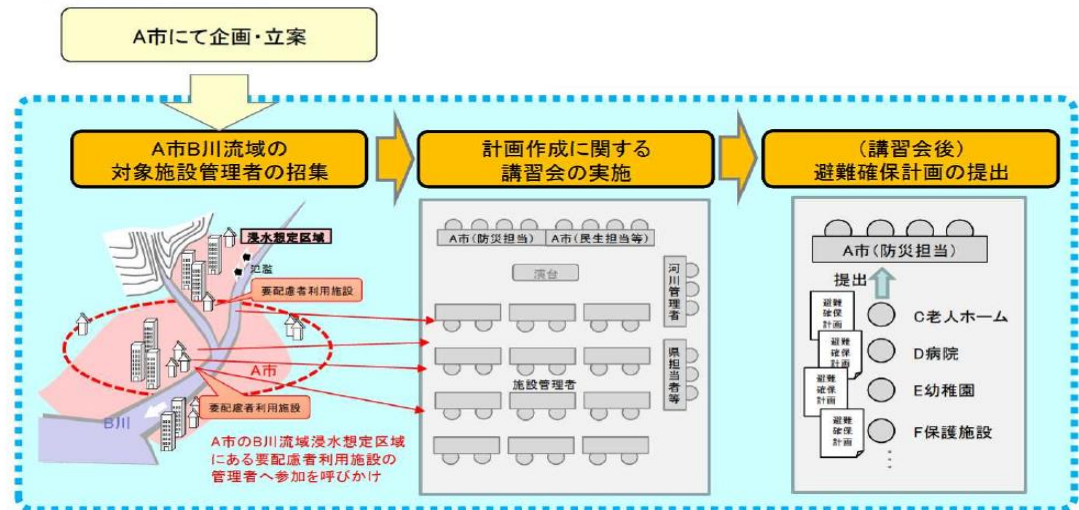 A市にて企画・立案
A市B川流域の
対象施設管理者の招集
計画作成に関する
講習会の実施
(講習会後)
避難確保計画の提出
浸水想定区域
氾濫
要配慮者利用施設
A市
要配慮者利用施設
B川
A市のB川流域浸水想定区域
にある要配慮者利用施設の
管理者へ参加を呼びかけ
A市(防災担当)
A市(民生担当等)
演台
河川管理者
県担当者等
施設管理者
A市(防災担当)
提出
避難
確保
計画
C老人ホーム
避難
確保
計画
D病院
避難
確保
計画
E幼稚園
避難
確保
計画
F保護施設
⋮